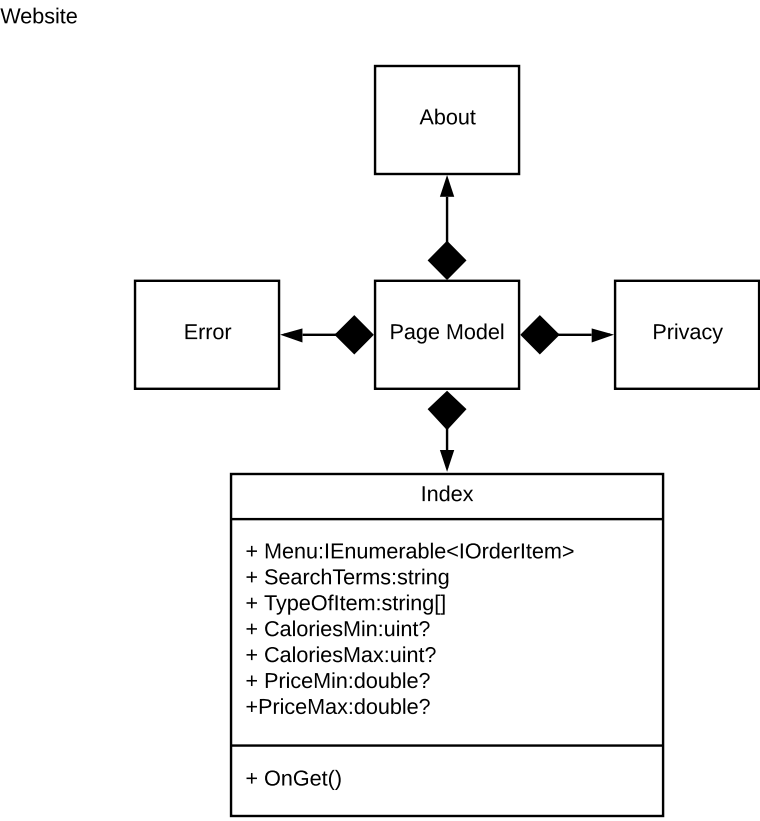 Website
About
Error
Page Model
Privacy
Index
+ Menu:IEnumerable<IOrderItem>
+ SearchTerms:string
+ TypeOfItem:string[]
+ CaloriesMin:uint?
+ CaloriesMax:uint?
+ PriceMin:double?
+PriceMax:double?
+ OnGet()